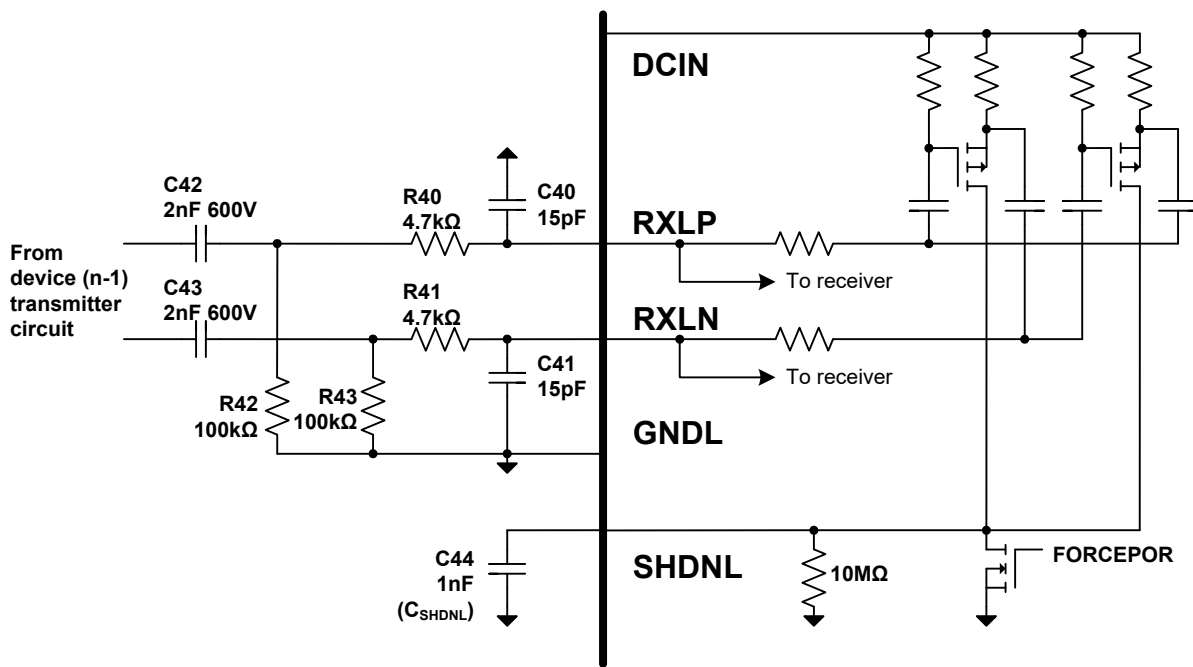 DCIN
C42
2nF 600V
R40
4.7kΩ
C40
15pF
RXLP
From
device (n-1)
transmitter
circuit
To receiver
C43
2nF 600V
R41
4.7kΩ
RXLN
C41
15pF
To receiver
R42
100kΩ
R43
100kΩ
GNDL
C44
1nF
(CSHDNL)
SHDNL
10MΩ
FORCEPOR